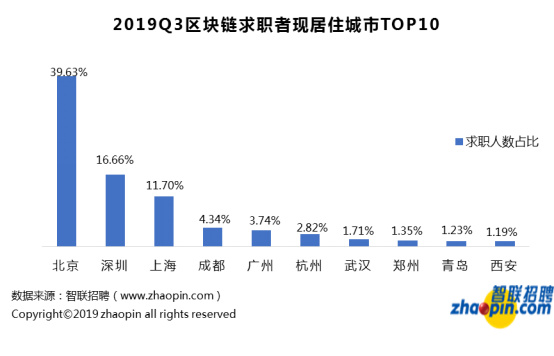 2019Q3区块链求职者现居住城市TOP10
39.63%
16.66%
11.70%
4.34%
3.74%
2.82%
1.71%
1.35%
1.23%
1.19%
求职人数占比
北京 深圳 上海 成都 广州 杭州 武汉 郑州 青岛 西安
数据来源：智联招聘（www.zhaopin.com）
Copyright©2019 zhaopin all rights reserved
智联招聘
zhaopin.com